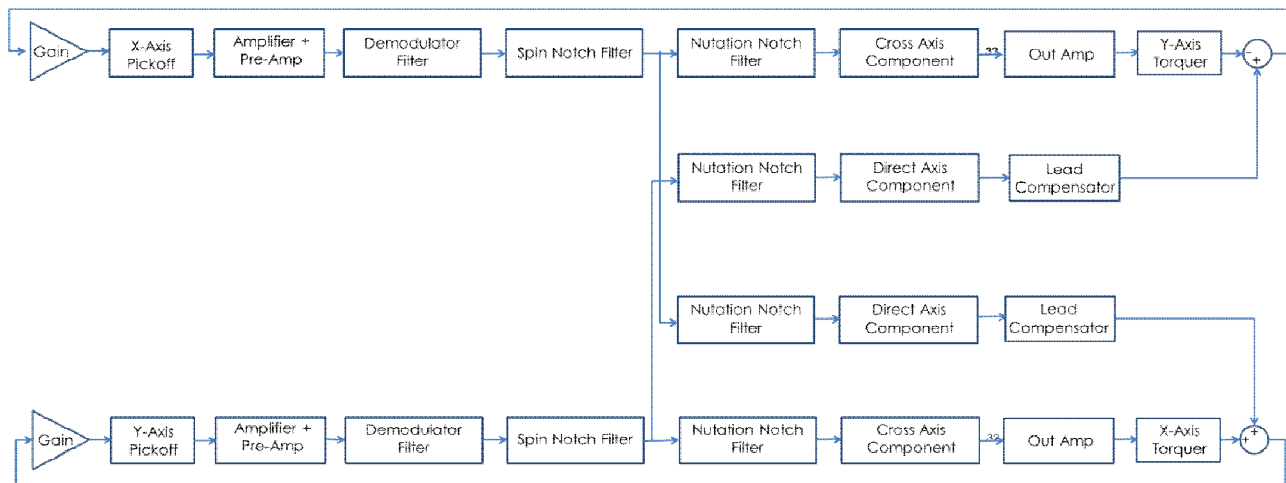 Gain
X-Axis
Pickoff
Amplifier +
Pre-Amp
Demodulator
Filter
Spin Notch Filter
Nutation Notch
Filter
Cross Axis
Component
Out Amp
Y-Axis
Torquer
-
+
Nutation Notch
Filter
Direct Axis
Component
Lead
Compensator
Nutation Notch
Filter
Direct Axis
Component
Lead
Compensator
Gain
Y-Axis
Pickoff
Amplifier +
Pre-Amp
Demodulator
Filter
Spin Notch Filter
Nutation Notch
Filter
Cross Axis
Component
Out Amp
X-Axis
Torquer
+
+